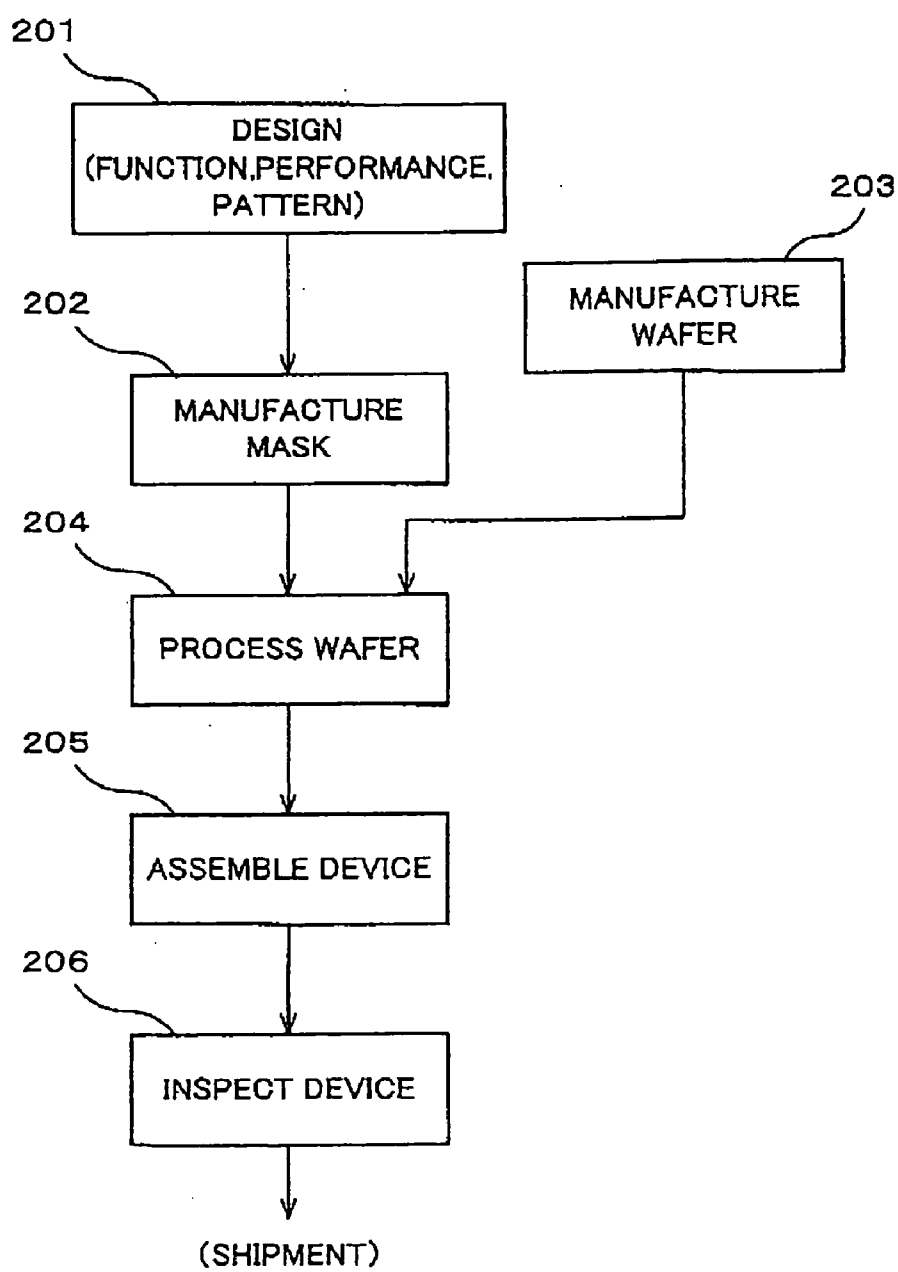 201
DESIGN
(FUNCTION,PERFORMANCE,
PATTERN)
203
MANUFACTURE
WAFER
202
MANUFACTURE
MASK
204
PROCESS WAFER
205
ASSEMBLE DEVICE
206
INSPECT DEVICE
(SHIPMENT)